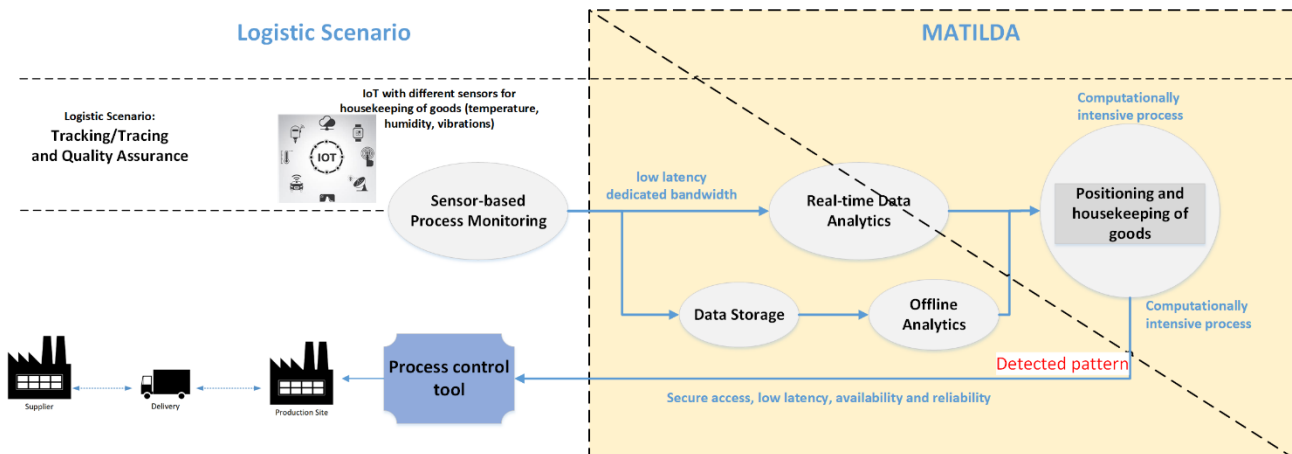 Logistic Scenario
MATILDA
IoT with different sensors for
housekeeping of goods (temperature,
humidity, vibrations)
Logistic Scenario:
Tracking/Tracing
and Quality Assurance
IOT
Sensor-based
Process Monitoring
low latency
dedicated bandwidth
Real-time Data
Analytics
Computationally
intensive process
Positioning and
housekeeping of
goods
Data Storage
Offline
Analytics
Computationally
intensive process
Detected pattern
Process control
tool
Secure access, low latency, availability and reliability
Supplier
Delivery
Production Site